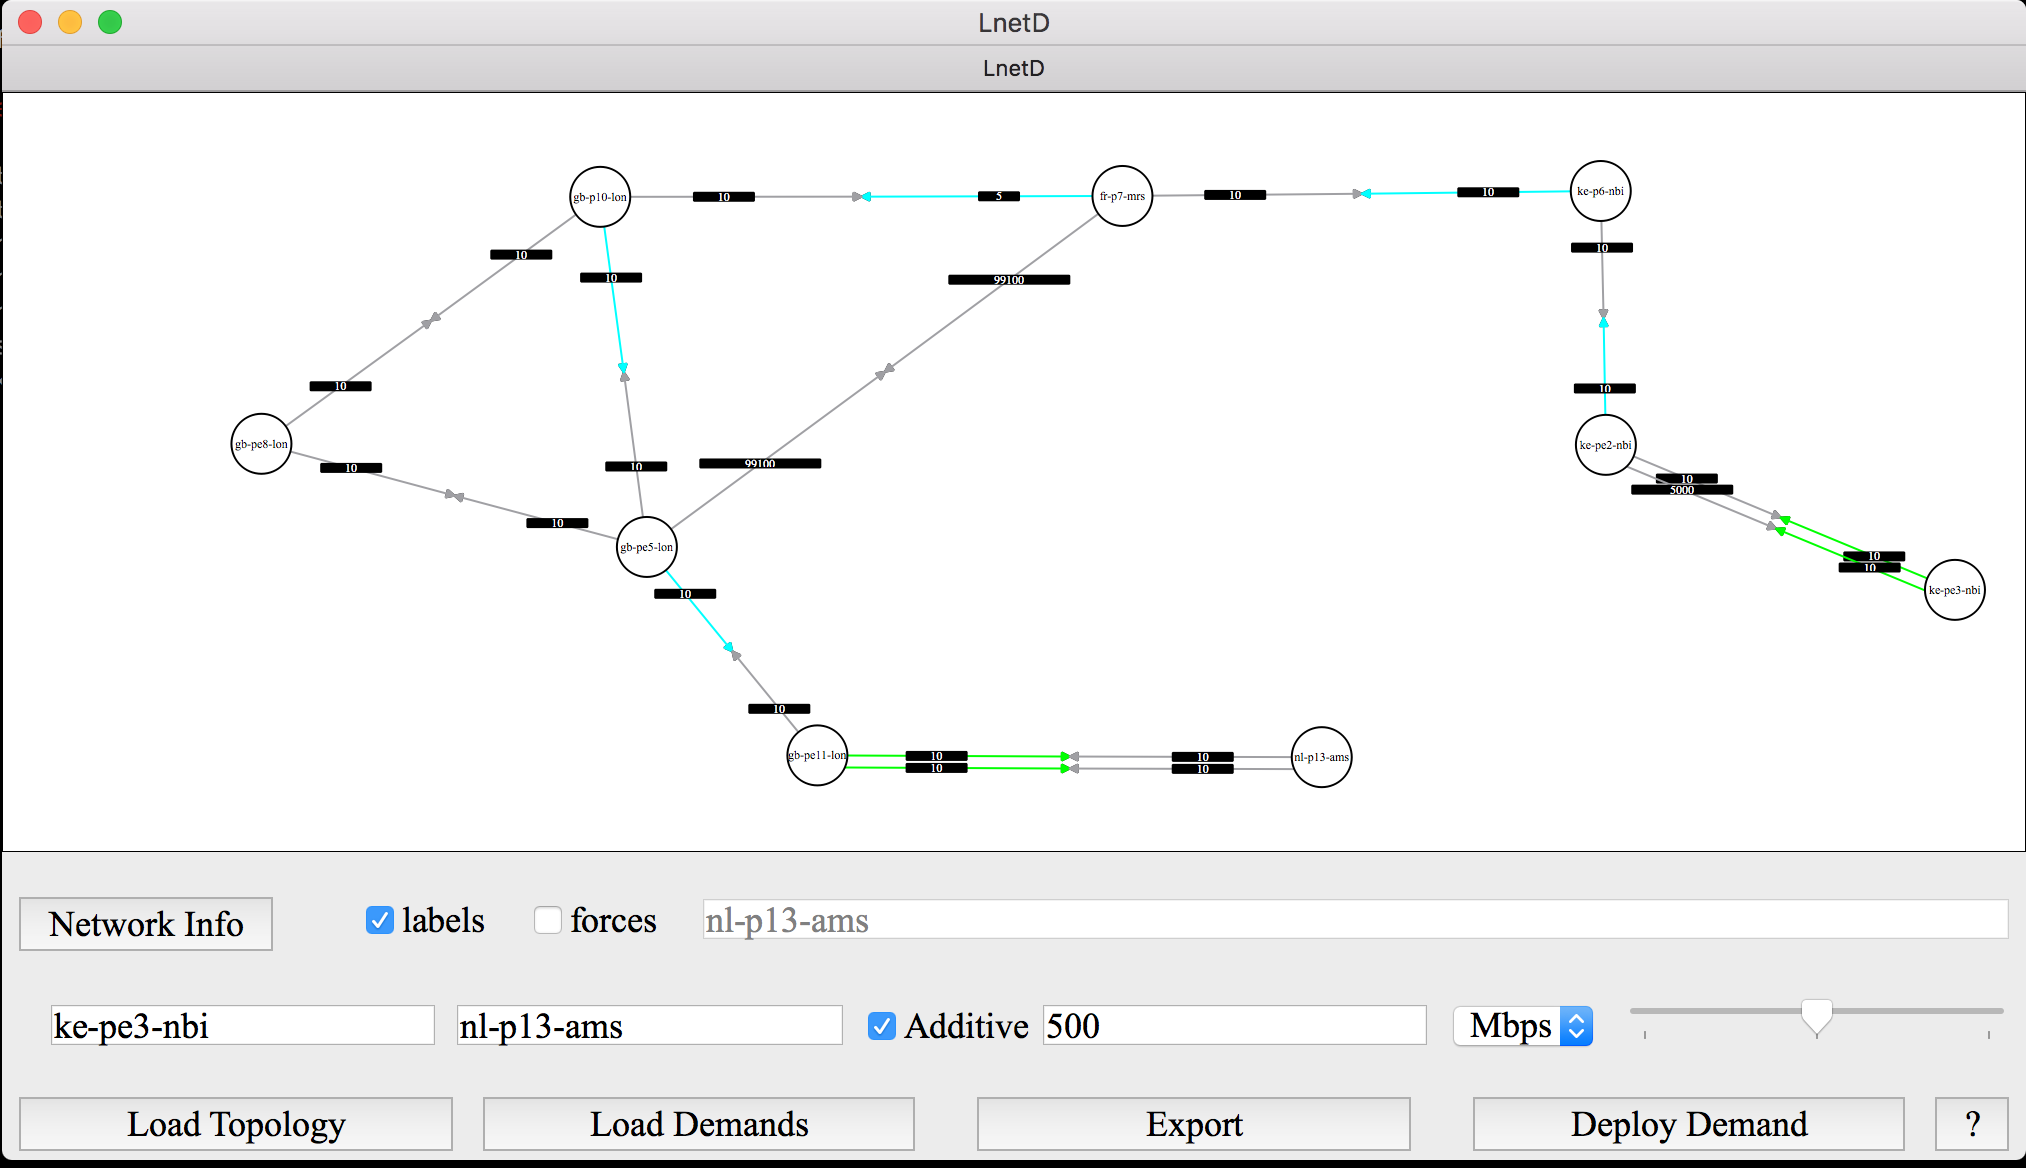 LnetD
LnetD
gb-p10-lon
10
5
fr-p7-mrs
10
10
ke-p6-nbi
10
10
10
99100
10
10
gb-pe8-lon
10
10
99100
10
gb-pe5-lon
ke-pe2-nbi
10
5000
10
10
ke-pe3-nbi
10
10
gb-pe11-lon
10
10
10
10
nl-p13-ams
Network Info
labels
forces
nl-p13-ams
ke-pe3-nbi
nl-p13-ams
Additive
500
Mbps
Load Topology
Load Demands
Export
Deploy Demand
?